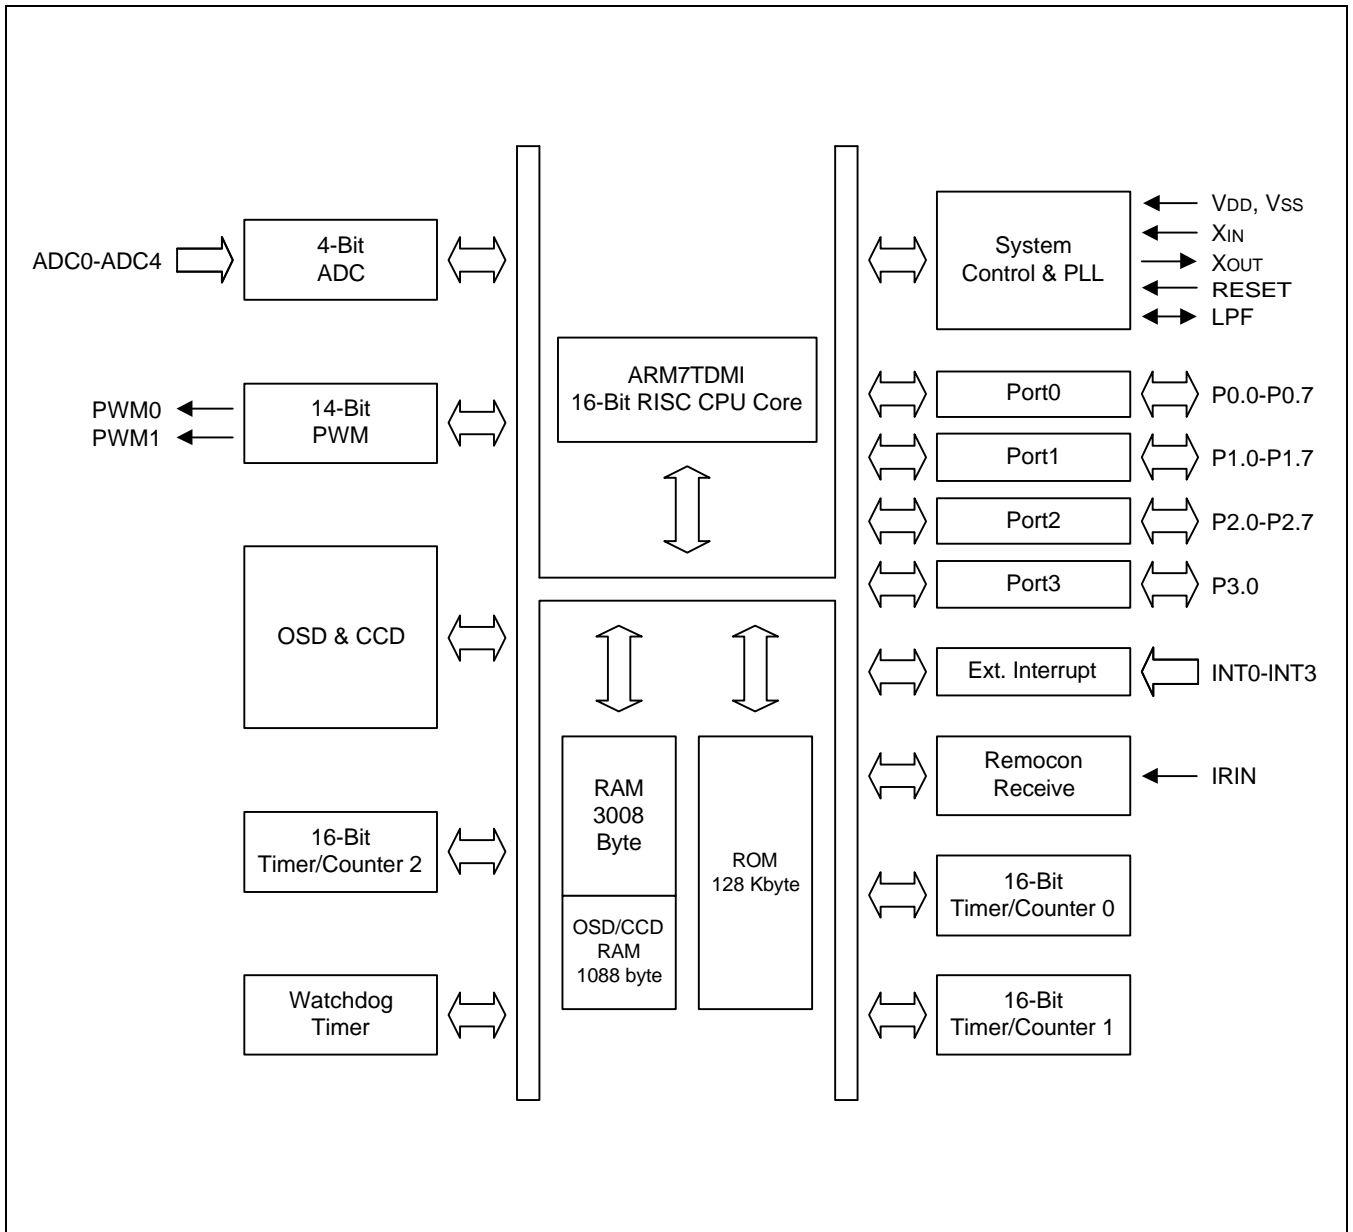 ADC0-ADC4
4-Bit
ADC
PWM0
PWM1
14-Bit
PWM
OSD & CCD
16-Bit
Timer/Counter 2
Watchdog
Timer
ARM7TDMI
16-Bit RISC CPU Core
RAM
3008
Byte
OSD/CCD
RAM
1088 byte
ROM
128 Kbyte
System
Control & PLL
VDD, VSS
XIN
XOUT
RESET
LPF
Port0
P0.0-P0.7
Port1
P1.0-P1.7
Port2
P2.0-P2.7
Port3
P3.0
Ext. Interrupt
INT0-INT3
Remocon
Receive
IRIN
16-Bit
Timer/Counter 0
16-Bit
Timer/Counter 1